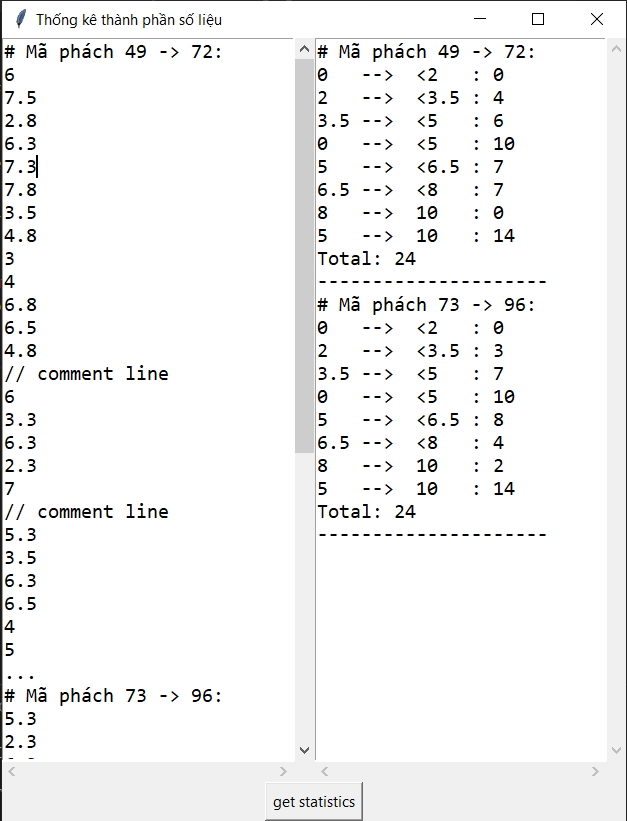 Thống kê thành phần số liệu
# Mã phách 49 -> 72:
6
7.5
2.8
6.3
7.3
7.8
3.5
4.8
3
4
6.8
6.5
4.8
// comment line
6
3.3
6.3
2.3
7
// comment line
5.3
3.5
6.3
6.5
4
5
...
# Mã phách 73 -> 96:
5.3
2.3
# Mã phách 49 -> 72:
0   -->  <2   : 0
2   -->  <3.5 : 4
3.5 -->  <5   : 6
0   -->  <5   : 10
5   -->  <6.5 : 7
6.5 -->  <8   : 7
8   -->  10   : 0
5   -->  10   : 14
Total: 24
---------------------
# Mã phách 73 -> 96:
0   -->  <2   : 0
2   -->  <3.5 : 3
3.5 -->  <5   : 7
0   -->  <5   : 10
5   -->  <6.5 : 8
6.5 -->  <8   : 4
8   -->  10   : 2
5   -->  10   : 14
Total: 24
---------------------
get statistics